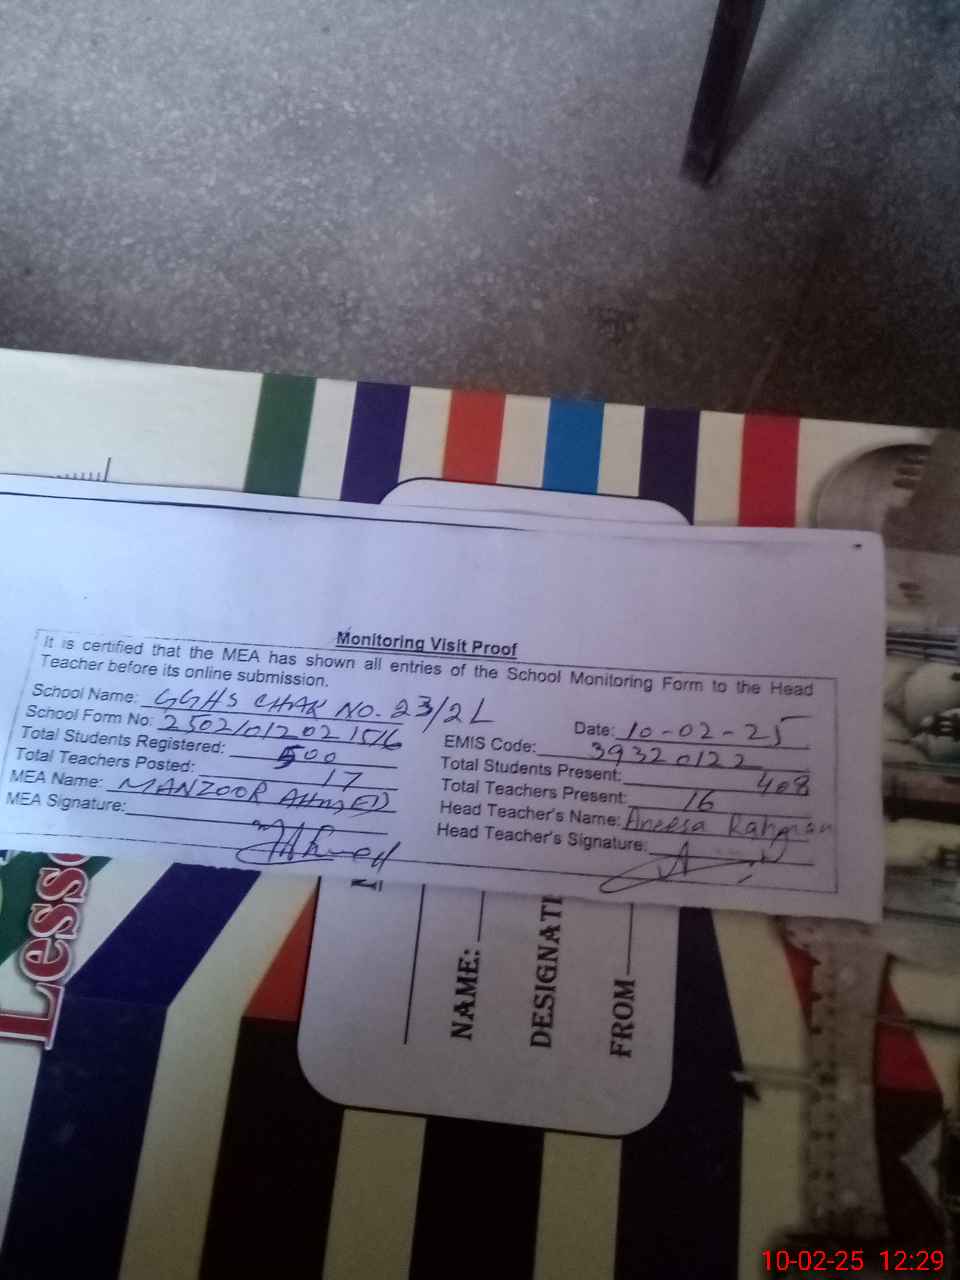 Monitoring Visit Proof
It is certified that the MEA has shown all entries of the School Monitoring Form to the Head
Teacher before its online submission.
School Name: GGHS CHAK NO. 23/2L
Date: 10-02-25
School Form No: 2502101202 1516
EMIS Code: 39320122
Total Students Registered: 500
Total Students Present: 408
Total Teachers Posted: 17
Total Teachers Present: 16
MEA Name: MANZOOR AHMED
Head Teacher's Name: Aneesa Rahman
MEA Signature:
Head Teacher's Signature:
Lesso
NAME:
DESIGNATI
FROM
10-02-25 12:29